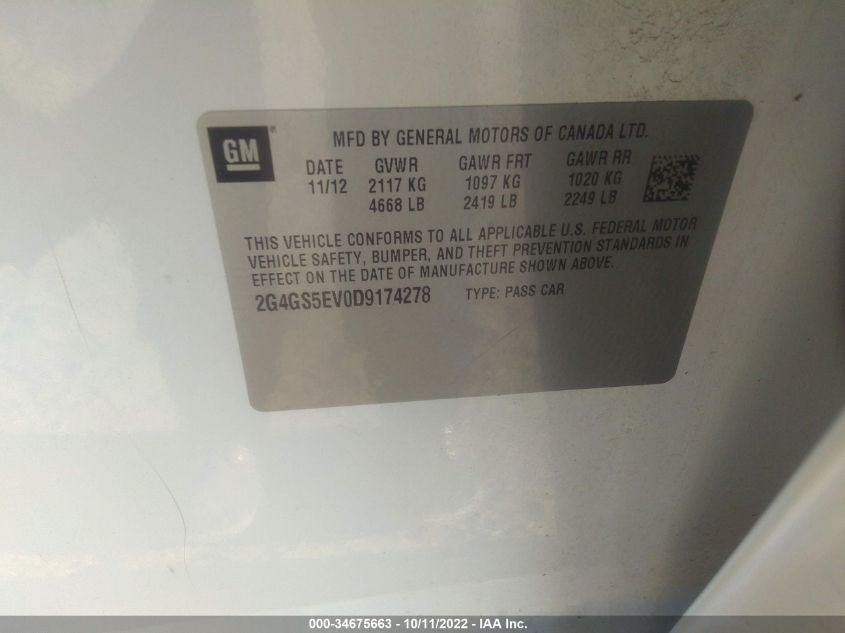 GM
MFD BY GENERAL MOTORS OF CANADA LTD.
DATE GVWR GAWR FRT GAWR RR
11/12 2117 KG 1097 KG 1020 KG
4668 LB 2419 LB 2249 LB
THIS VEHICLE CONFORMS TO ALL APPLICABLE U.S. FEDERAL MOTOR
VEHICLE SAFETY, BUMPER, AND THEFT PREVENTION STANDARDS IN
EFFECT ON THE DATE OF MANUFACTURE SHOWN ABOVE.
2G4GS5EV0D9174278 TYPE: PASS CAR
000-34675663 - 10/11/2022 - IAA Inc.